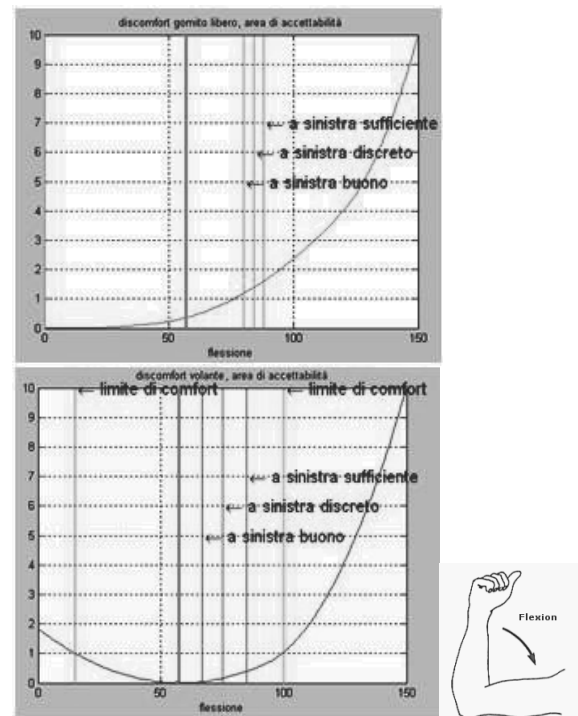 discomfort gomito libero, area di accettabilità
10
9
8
7
← a sinistra sufficiente
6
← a sinistra discreto
5
← a sinistra buono
4
3
2
1
0
0 50 100 150
flessione
discomfort volante, area di accettabilità
10
← limite di comfort ← limite di comfort
9
8
7
← a sinistra sufficiente
6
← a sinistra discreto
5
← a sinistra buono
4
3
2
1
0
0 50 100 150
flessione
Flexion